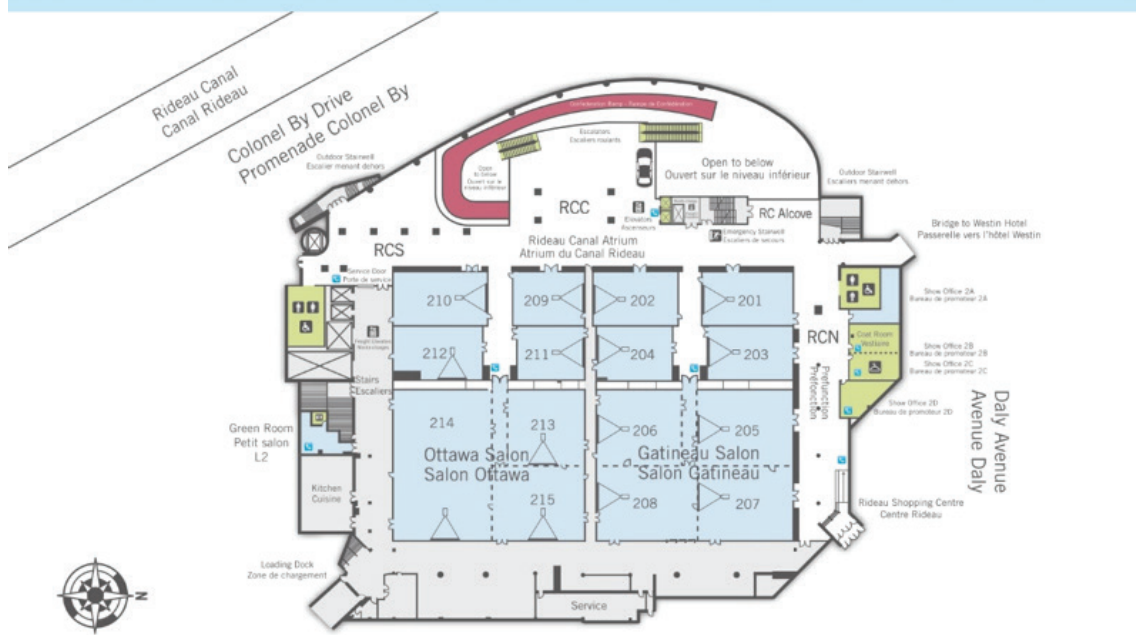 Rideau Canal
Canal Rideau
Colonel By Drive
Promenade Colonel By
Outdoor Stairwell
Escalier menant dehors
Confederation Ramp - Rampe de Confédération
Escalators
Escaliers roulants
Open
to below
Ouvert sur le
niveau inférieur
Open to below
Ouvert sur le niveau inférieur
Outdoor Stairwell
Escaliers menant dehors
RCC
Elevators
Ascenseurs
RC Alcove
Emergency Stairwell
Escaliers de secours
Bridge to Westin Hotel
Passerelle vers l'hôtel Westin
RCS
Rideau Canal Atrium
Atrium du Canal Rideau
Service Door
Porte de service
210
209
202
201
Show Office 2A
Bureau de promoteur 2A
212
211
204
203
RCN
Coat Room
Vestiaire
Show Office 2B
Bureau de promoteur 2B
Show Office 2C
Bureau de promoteur 2C
Prefunction
Préfonction
Stairs
Escaliers
Show Office 2D
Bureau de promoteur 2D
Daly Avenue
Avenue Daly
Green Room
Petit salon
L2
214
213
206
205
Ottawa Salon
Salon Ottawa
Gatineau Salon
Salon Gatineau
215
208
207
Kitchen
Cuisine
Rideau Shopping Centre
Centre Rideau
Loading Dock
Zone de chargement
N
Service